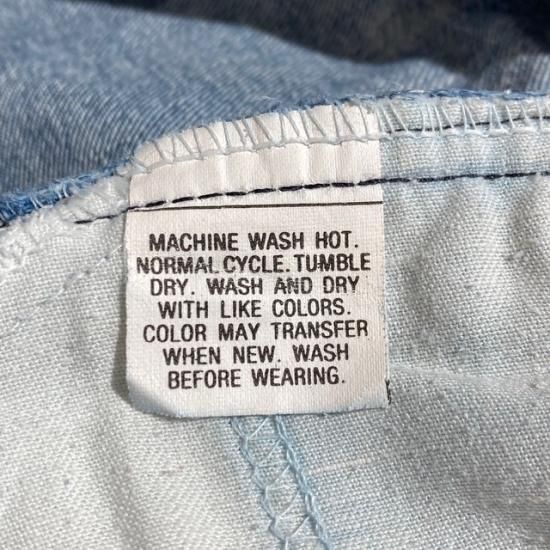 MACHINE WASH HOT.
NORMAL CYCLE. TUMBLE
DRY. WASH AND DRY
WITH LIKE COLORS.
COLOR MAY TRANSFER
WHEN NEW. WASH
BEFORE WEARING.